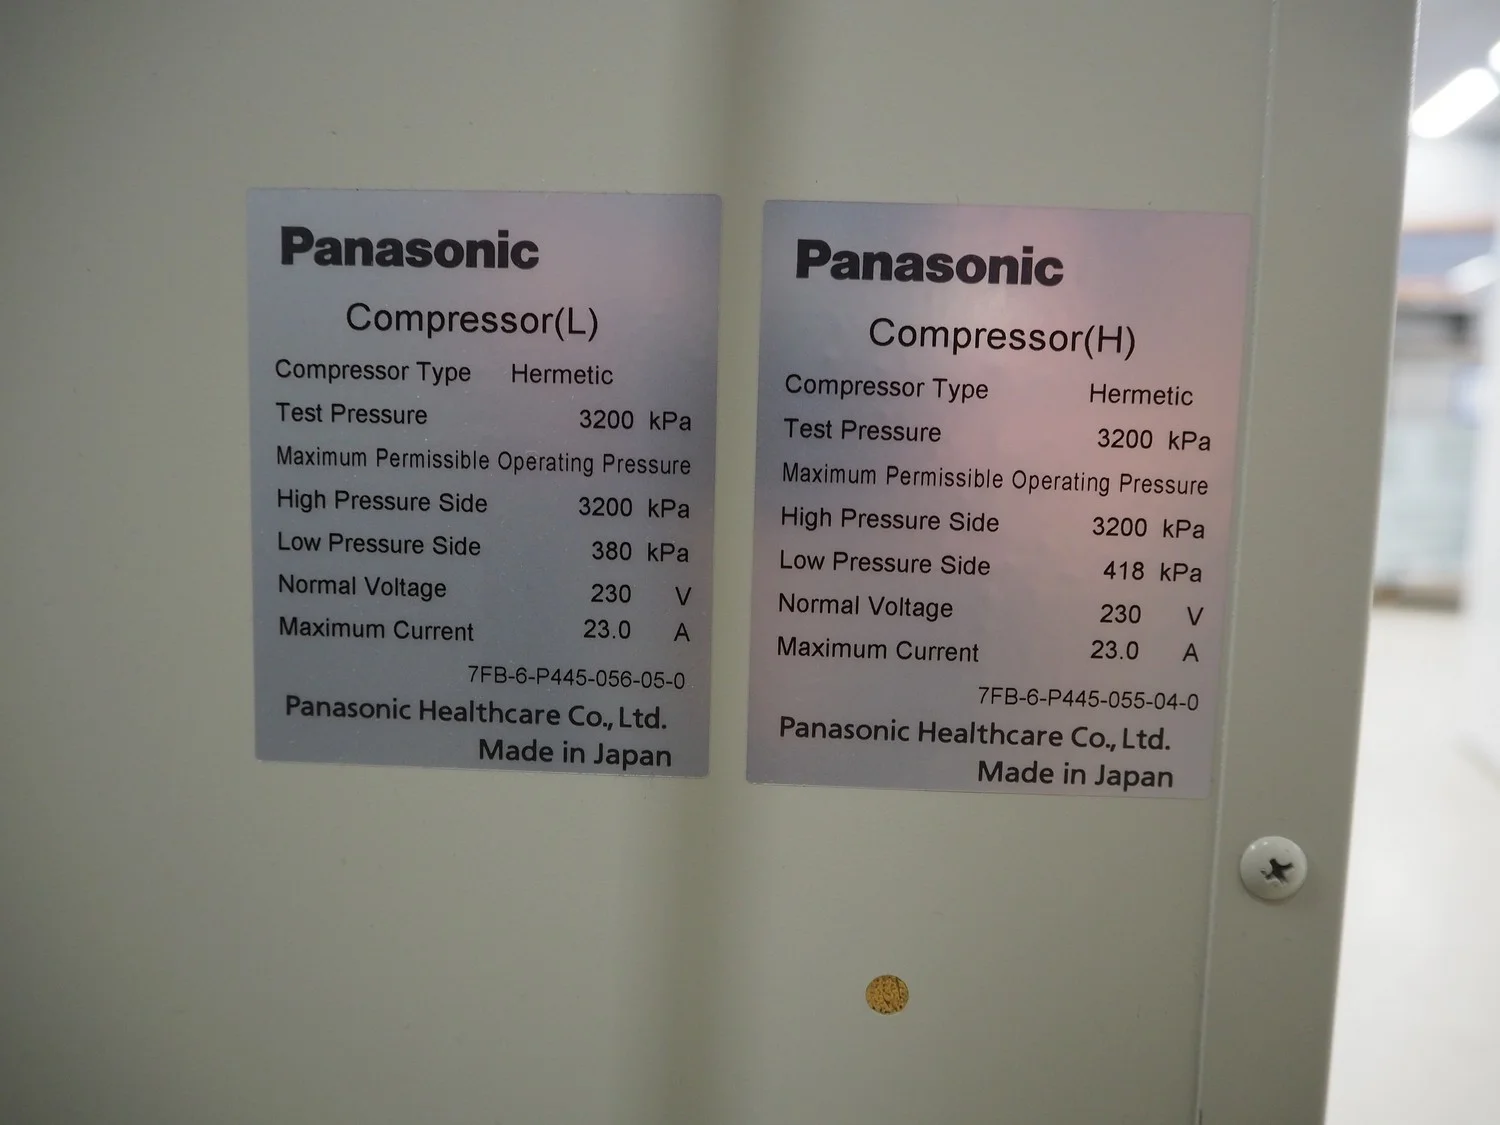 Panasonic
Compressor(L)
Compressor Type Hermetic
Test Pressure 3200 kPa
Maximum Permissible Operating Pressure
High Pressure Side 3200 kPa
Low Pressure Side 380 kPa
Normal Voltage 230 V
Maximum Current 23.0 A
7FB-6-P445-056-05-0
Panasonic Healthcare Co., Ltd.
Made in Japan
Panasonic
Compressor(H)
Compressor Type Hermetic
Test Pressure 3200 kPa
Maximum Permissible Operating Pressure
High Pressure Side 3200 kPa
Low Pressure Side 418 kPa
Normal Voltage 230 V
Maximum Current 23.0 A
7FB-6-P445-055-04-0
Panasonic Healthcare Co., Ltd.
Made in Japan